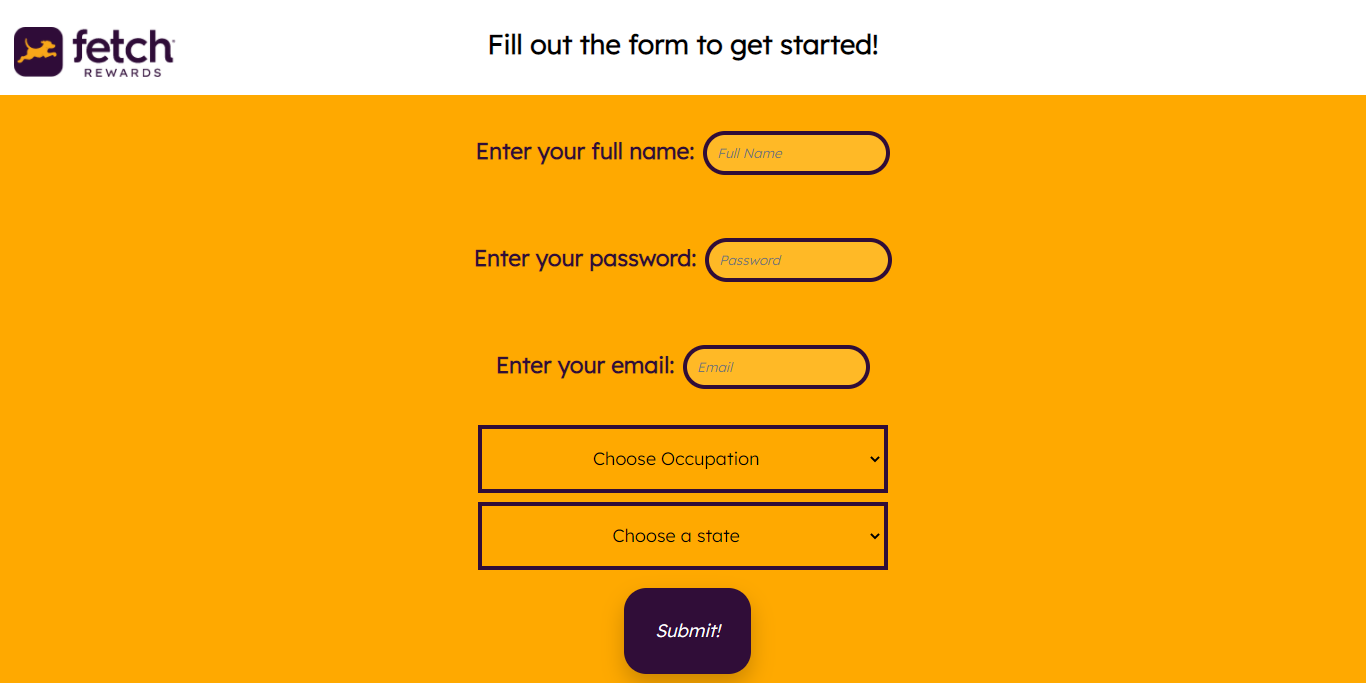 fetch
REWARDS
Fill out the form to get started!
Enter your full name: Full Name
Enter your password: Password
Enter your email: Email
Choose Occupation
Choose a state
Submit!